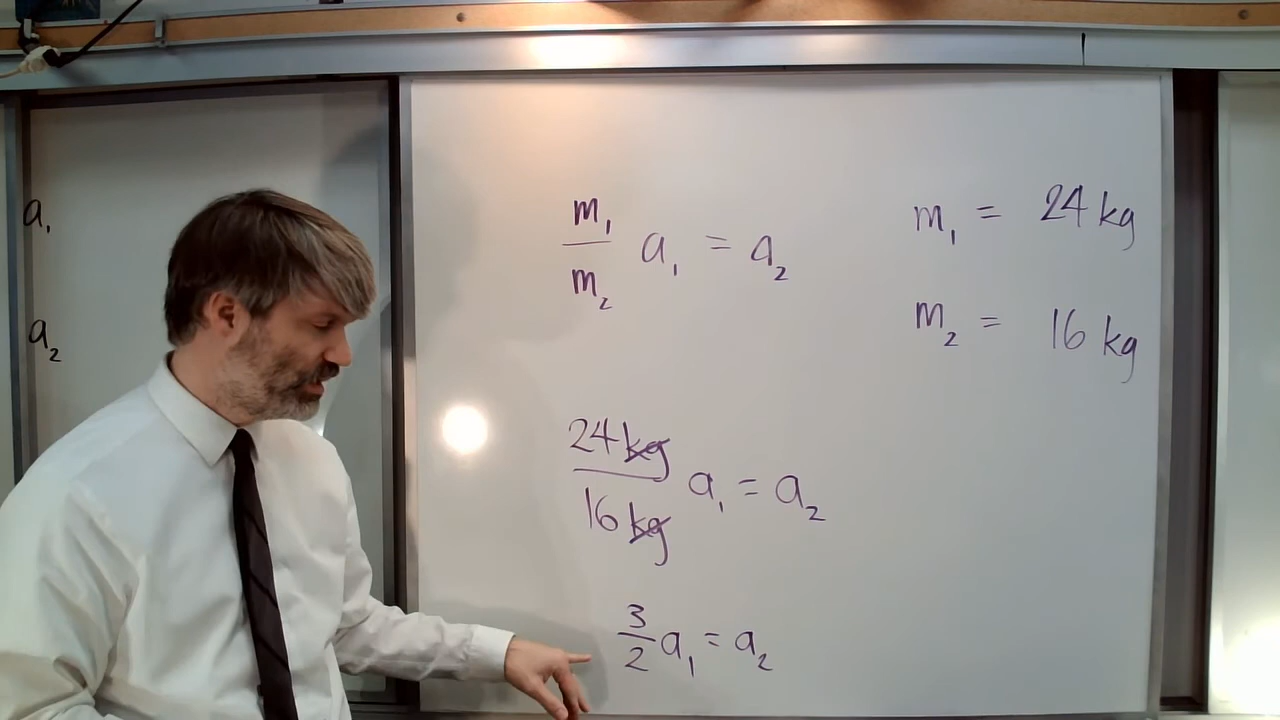 a₁
a₂
m₁/m₂ a₁ = a₂
m₁ = 24 kg
m₂ = 16 kg
24 kg/16 kg a₁ = a₂
3/2 a₁ = a₂